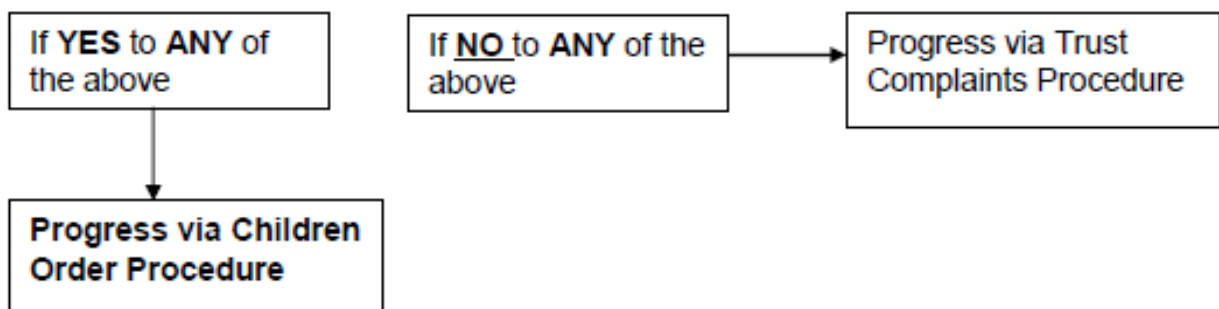 If YES to ANY of
the above
If NO to ANY of the
above
Progress via Trust
Complaints Procedure
Progress via Children
Order Procedure